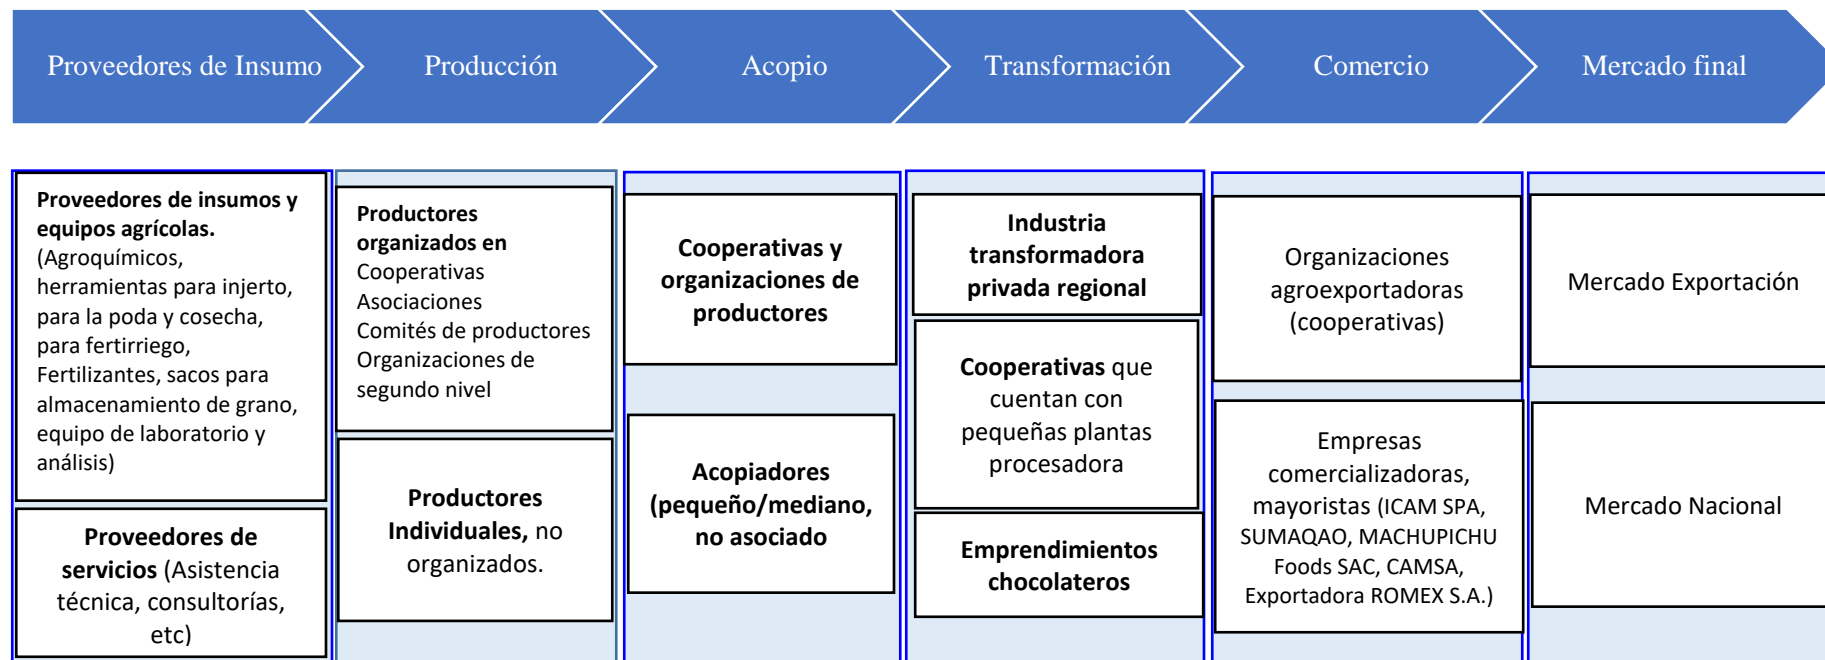 Proveedores de Insumo
Producción
Acopio
Transformación
Comercio
Mercado final
Proveedores de insumos y
equipos agrícolas.
(Agroquímicos,
herramientas para injerto,
para la poda y cosecha,
para fertirriego,
Fertilizantes, sacos para
almacenamiento de grano,
equipo de laboratorio y
análisis)
Proveedores de
servicios (Asistencia
técnica, consultorías,
etc)
Productores
organizados en
Cooperativas
Asociaciones
Comités de productores
Organizaciones de
segundo nivel
Productores
Individuales, no
organizados.
Cooperativas y
organizaciones de
productores
Acopiadores
(pequeño/mediano,
no asociado
Industria
transformadora
privada regional
Cooperativas que
cuentan con
pequeñas plantas
procesadora
Emprendimientos
chocolateros
Organizaciones
agroexportadoras
(cooperativas)
Empresas
comercializadoras,
mayoristas (ICAM SPA,
SUMAQAO, MACHUPICHU
Foods SAC, CAMSA,
Exportadora ROMEX S.A.)
Mercado Exportación
Mercado Nacional